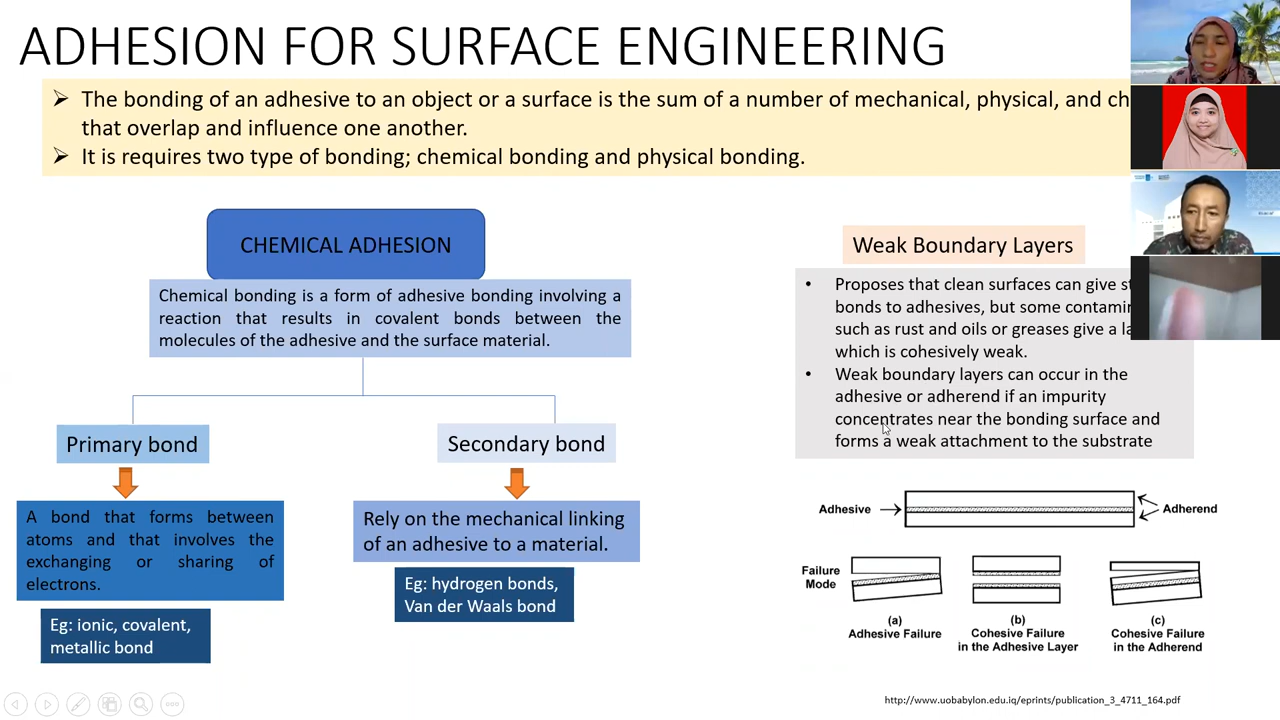 ADHESION FOR SURFACE ENGINEERING
The bonding of an adhesive to an object or a surface is the sum of a number of mechanical, physical, and
that overlap and influence one another.
It is requires two type of bonding; chemical bonding and physical bonding.
CHEMICAL ADHESION
Chemical bonding is a form of adhesive bonding involving a
reaction that results in covalent bonds between the
molecules of the adhesive and the surface material.
Primary bond
A bond that forms between
atoms and that involves the
exchanging or sharing of
electrons.
Eg: ionic, covalent,
metallic bond
Secondary bond
Rely on the mechanical linking
of an adhesive to a material.
Eg: hydrogen bonds,
Van der Waals bond
Weak Boundary Layers
• Proposes that clean surfaces can give
bonds to adhesives, but some
such as rust and oils or greases give a
which is cohesively weak.
• Weak boundary layers can occur in the
adhesive or adherend if an impurity
concentrates near the bonding surface and
forms a weak attachment to the substrate
Adhesive
Adherend
Failure
Mode
(a)
Adhesive Failure
(b)
Cohesive Failure
in the Adhesive Layer
(c)
Cohesive Failure
in the Adherend
http://www.uobabylon.edu.iq/eprints/publication_3_4711_164.pdf